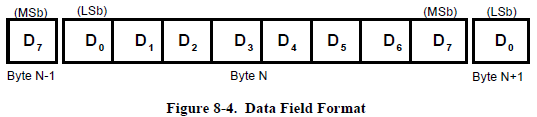 (MSb) (LSb) (MSb) (LSb)
D7 D0 D1 D2 D3 D4 D5 D6 D7 D0
Byte N-1 Byte N Byte N+1
Figure 8-4. Data Field Format